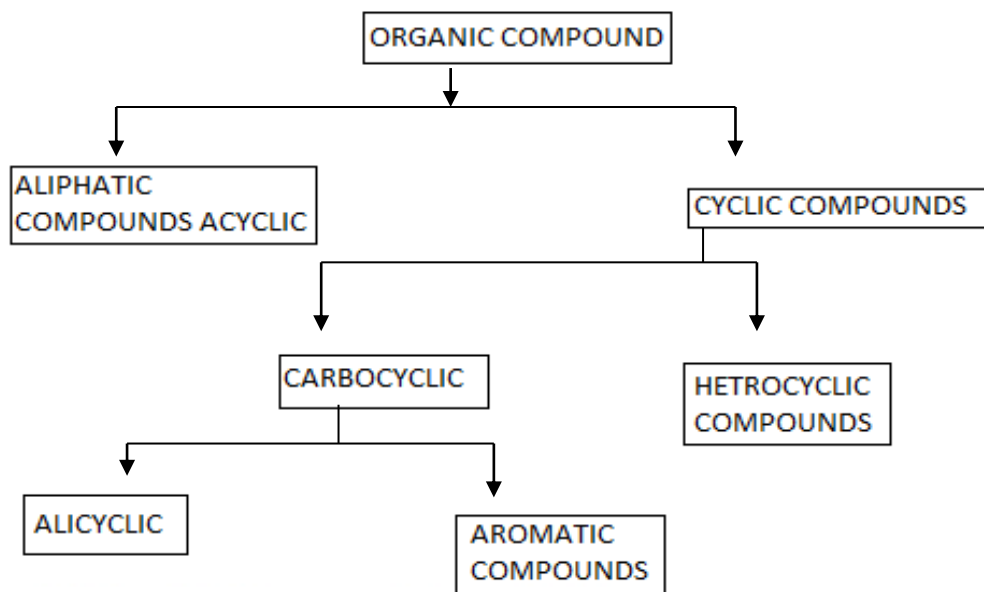 ORGANIC COMPOUND
ALIPHATIC
COMPOUNDS ACYCLIC
CYCLIC COMPOUNDS
CARBOCYCLIC
HETROCYCLIC
COMPOUNDS
ALICYCLIC
AROMATIC
COMPOUNDS